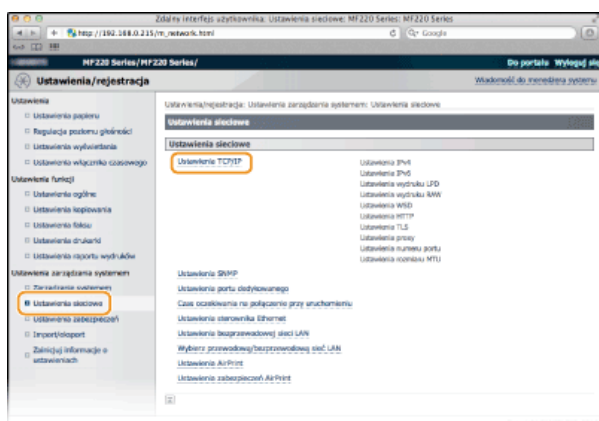 Zdalny interfejs użytkownika: Ustawienia sieciowe: MF220 Series: MF220 Series
http://192.168.0.215/m_network.html
Google
MF220 Series/MF220 Series/
Do portalu Wyloguj się
Ustawienia/rejestracja
Wiadomość do menedżera systemu
Ustawienia
Ustawienia papieru
Regulacja poziomu głośności
Ustawienia wyświetlania
Ustawienia włącznika czasowego
Ustawienia funkcji
Ustawienia ogólne
Ustawienia kopiowania
Ustawienia faksu
Ustawienia drukarki
Ustawienia raportu wydruków
Ustawienia zarządzania systemem
Zarządzanie systemem
Ustawienia sieciowe
Ustawienia zabezpieczeń
Import/eksport
Zainicjuj informacje o ustawieniach
Ustawienia/rejestracja: Ustawienia zarządzania systemem: Ustawienia sieciowe
Ustawienia sieciowe
Ustawienia sieciowe
Ustawienia TCP/IP
Ustawienia IPv4
Ustawienia IPv6
Ustawienia wydruku LPD
Ustawienia wydruku RAW
Ustawienia WSD
Ustawienia HTTP
Ustawienia TLS
Ustawienia proxy
Ustawienia numeru portu
Ustawienia rozmiaru MTU
Ustawienia SNMP
Ustawienia portu dedykowanego
Czas oczekiwania na połączenie przy uruchomieniu
Ustawienia sterownika Ethernet
Ustawienia bezprzewodowej sieci LAN
Wybierz przewodową/bezprzewodową sieć LAN
Ustawienia AirPrint
Ustawienia zabezpieczeń AirPrint